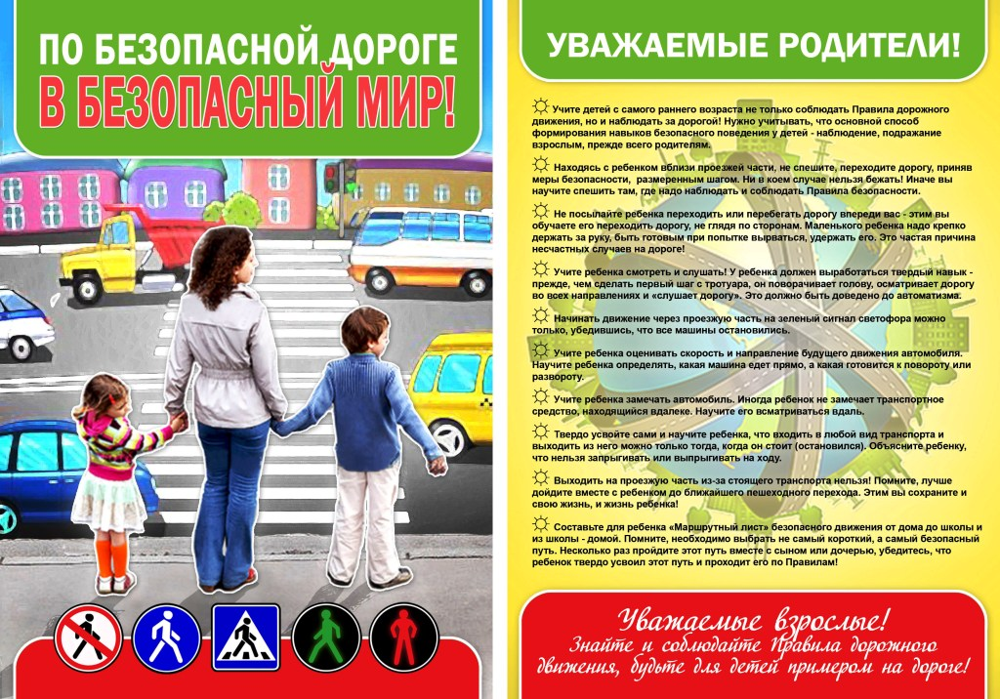 ПО БЕЗОПАСНОЙ ДОРОГЕ
В БЕЗОПАСНЫЙ МИР!
УВАЖАЕМЫЕ РОДИТЕЛИ!
Учите детей с самого раннего возраста не только соблюдать Правила дорожного
движения, но и наблюдать за дорогой! Нужно учитывать, что основной способ
формирования навыков безопасного поведения у детей - наблюдение, подражание
взрослым, прежде всего родителям.
Находясь с ребенком вблизи проезжей части, не спешите, переходите дорогу, приняв
меры безопасности, размеренным шагом. Ни в коем случае нельзя бежать! Иначе вы
научите спешить там, где надо наблюдать и соблюдать Правила безопасности.
Не посылайте ребенка переходить или перебегать дорогу впереди вас - этим вы
обучаете его переходить дорогу, не глядя по сторонам. Маленького ребенка надо крепко
держать за руку, быть готовым при попытке вырваться, удержать его. Это частая причина
несчастных случаев на дороге!
Учите ребенка смотреть и слушать! У ребенка должен выработаться твердый навык -
прежде, чем сделать первый шаг с тротуара, он поворачивает голову, осматривает дорогу
во всех направлениях и «слушает дорогу». Это должно быть доведено до автоматизма.
Начинать движение через проезжую часть на зеленый сигнал светофора можно
только, убедившись, что все машины остановились.
Учите ребенка оценивать скорость и направление будущего движения автомобиля.
Научите ребенка определять, какая машина едет прямо, а какая готовится к повороту или
развороту.
Учите ребенка замечать автомобиль. Иногда ребенок не замечает транспортное
средство, находящийся вдалеке. Научите его всматриваться вдаль.
Твердо усвойте сами и научите ребенка, что входить в любой вид транспорта и
выходить из него можно только тогда, когда он стоит (остановился). Объясните ребенку,
что нельзя запрыгивать или выпрыгивать на ходу.
Выходить на проезжую часть из-за стоящего транспорта нельзя! Помните, лучше
дойдите вместе с ребенком до ближайшего пешеходного перехода. Этим вы сохраните и
свою жизнь, и жизнь ребенка!
Составьте для ребенка «Маршрутный лист» безопасного движения от дома до школы и
из школы - домой. Помните, необходимо выбрать не самый короткий, а самый безопасный
путь. Несколько раз пройдите этот путь вместе с сыном или дочерью, убедитесь, что
ребенок твердо усвоил этот путь и проходит его по Правилам!
Уважаемые взрослые!
Знайте и соблюдайте Правила дорожного
движения, будьте для детей примером на дороге!